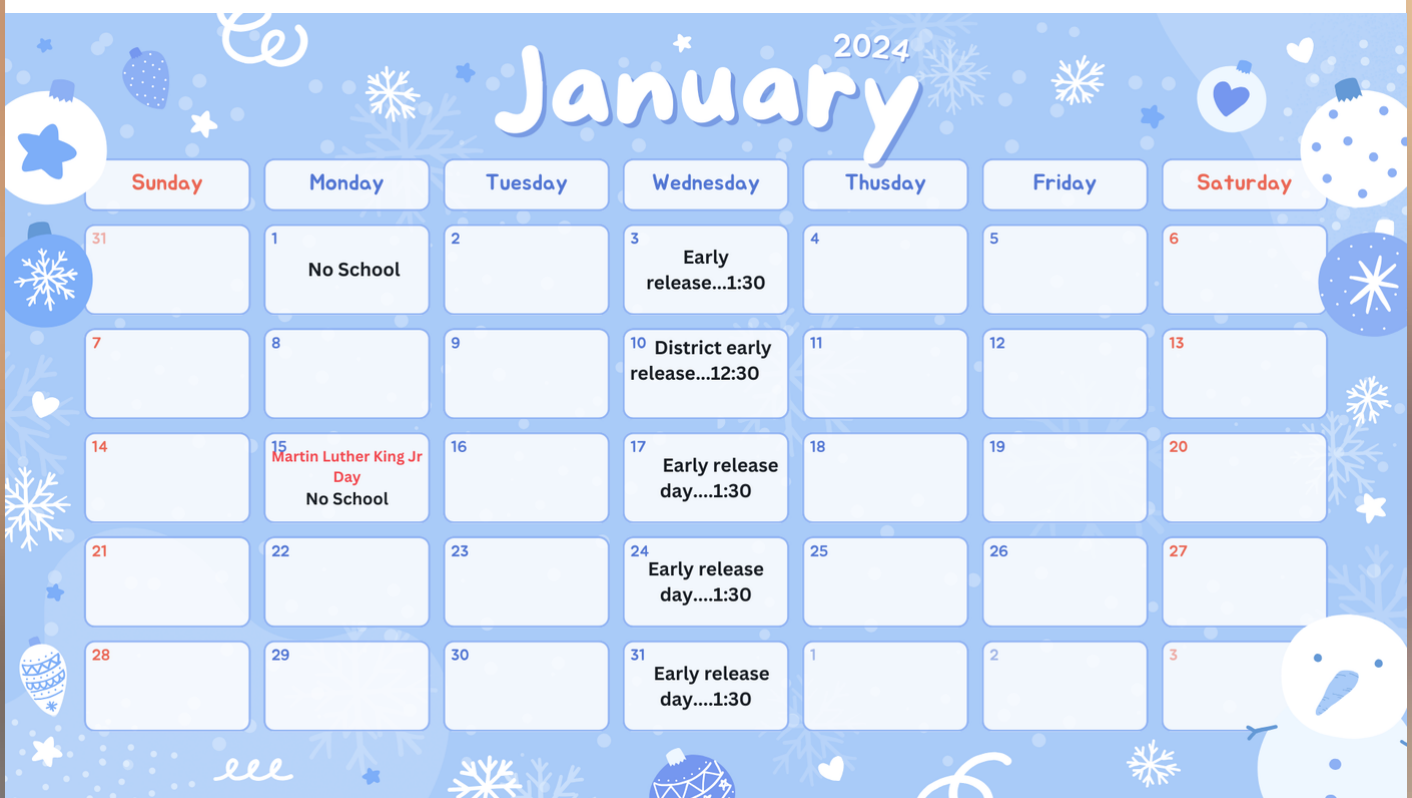 2024
January
Sunday Monday Tuesday Wednesday Thusday Friday Saturday
31 1 2 3 4 5 6
No School
Early
release...1:30
7 8 9 10 District early 11 12 13
release...12:30
14 15 16 17 18 19 20
Martin Luther King Jr
Day
No School
Early release
day....1:30
21 22 23 24 25 26 27
Early release
day....1:30
28 29 30 31 1 2 3
Early release
day....1:30